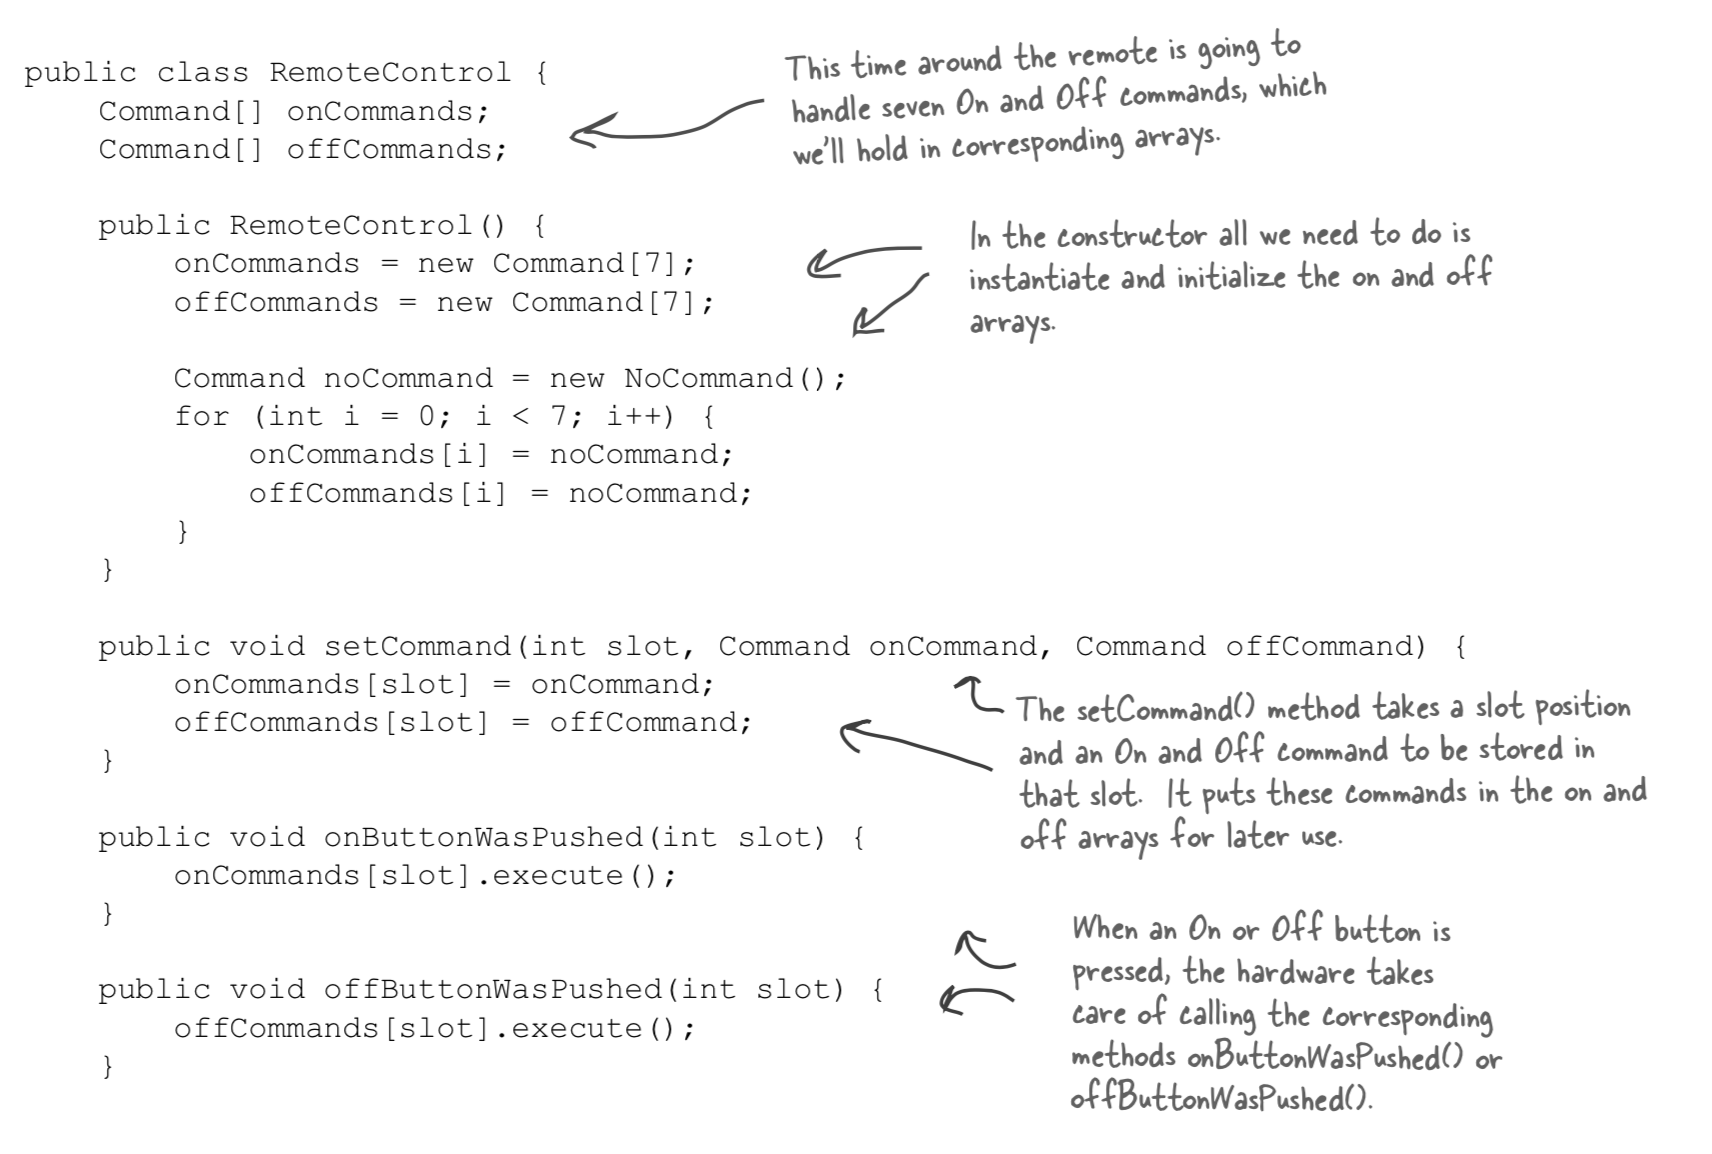 public class RemoteControl {
Command[] onCommands;
Command[] offCommands;
This time around the remote is going to
handle seven On and Off commands, which
we'll hold in corresponding arrays.
public RemoteControl() {
onCommands = new Command[7];
offCommands = new Command[7];
In the constructor all we need to do is
instantiate and initialize the on and off
arrays.
Command noCommand = new NoCommand();
for (int i = 0; i < 7; i++) {
onCommands[i] = noCommand;
offCommands[i] = noCommand;
}
}
public void setCommand(int slot, Command onCommand, Command offCommand) {
onCommands[slot] = onCommand;
offCommands[slot] = offCommand;
}
The setCommand() method takes a slot position
and an On and Off command to be stored in
that slot. It puts these commands in the on and
off arrays for later use.
public void onButtonWasPushed(int slot) {
onCommands[slot].execute();
}
public void offButtonWasPushed(int slot) {
offCommands[slot].execute();
}
When an On or Off button is
pressed, the hardware takes
care of calling the corresponding
methods onButtonWasPushed() or
offButtonWasPushed().